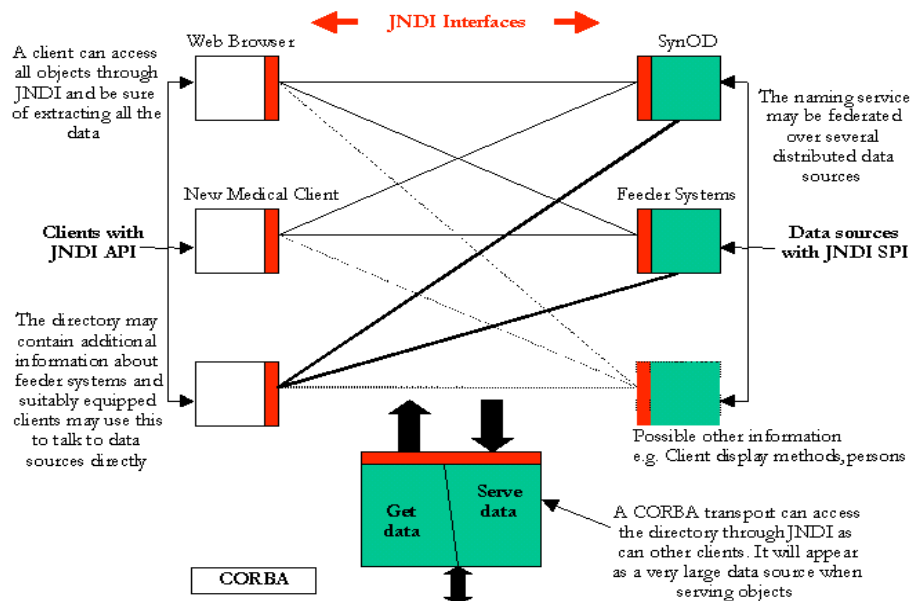 JNDI Interfaces
Web Browser
SynOD
A client can access
all objects through
JNDI and be sure
of extracting all the
data
The naming service
may be federated
over several
distributed data
sources
New Medical Client
Feeder Systems
Clients with
JNDI API
Data sources
with JNDI SPI
The directory may
contain additional
information about
feeder systems and
suitably equipped
clients may use this
to talk to data
sources directly
Possible other information
e.g. Client display methods, persons
Get
data
Serve
data
A CORBA transport can access
the directory through JNDI as
can other clients. It will appear
as a very large data source when
serving objects
CORBA